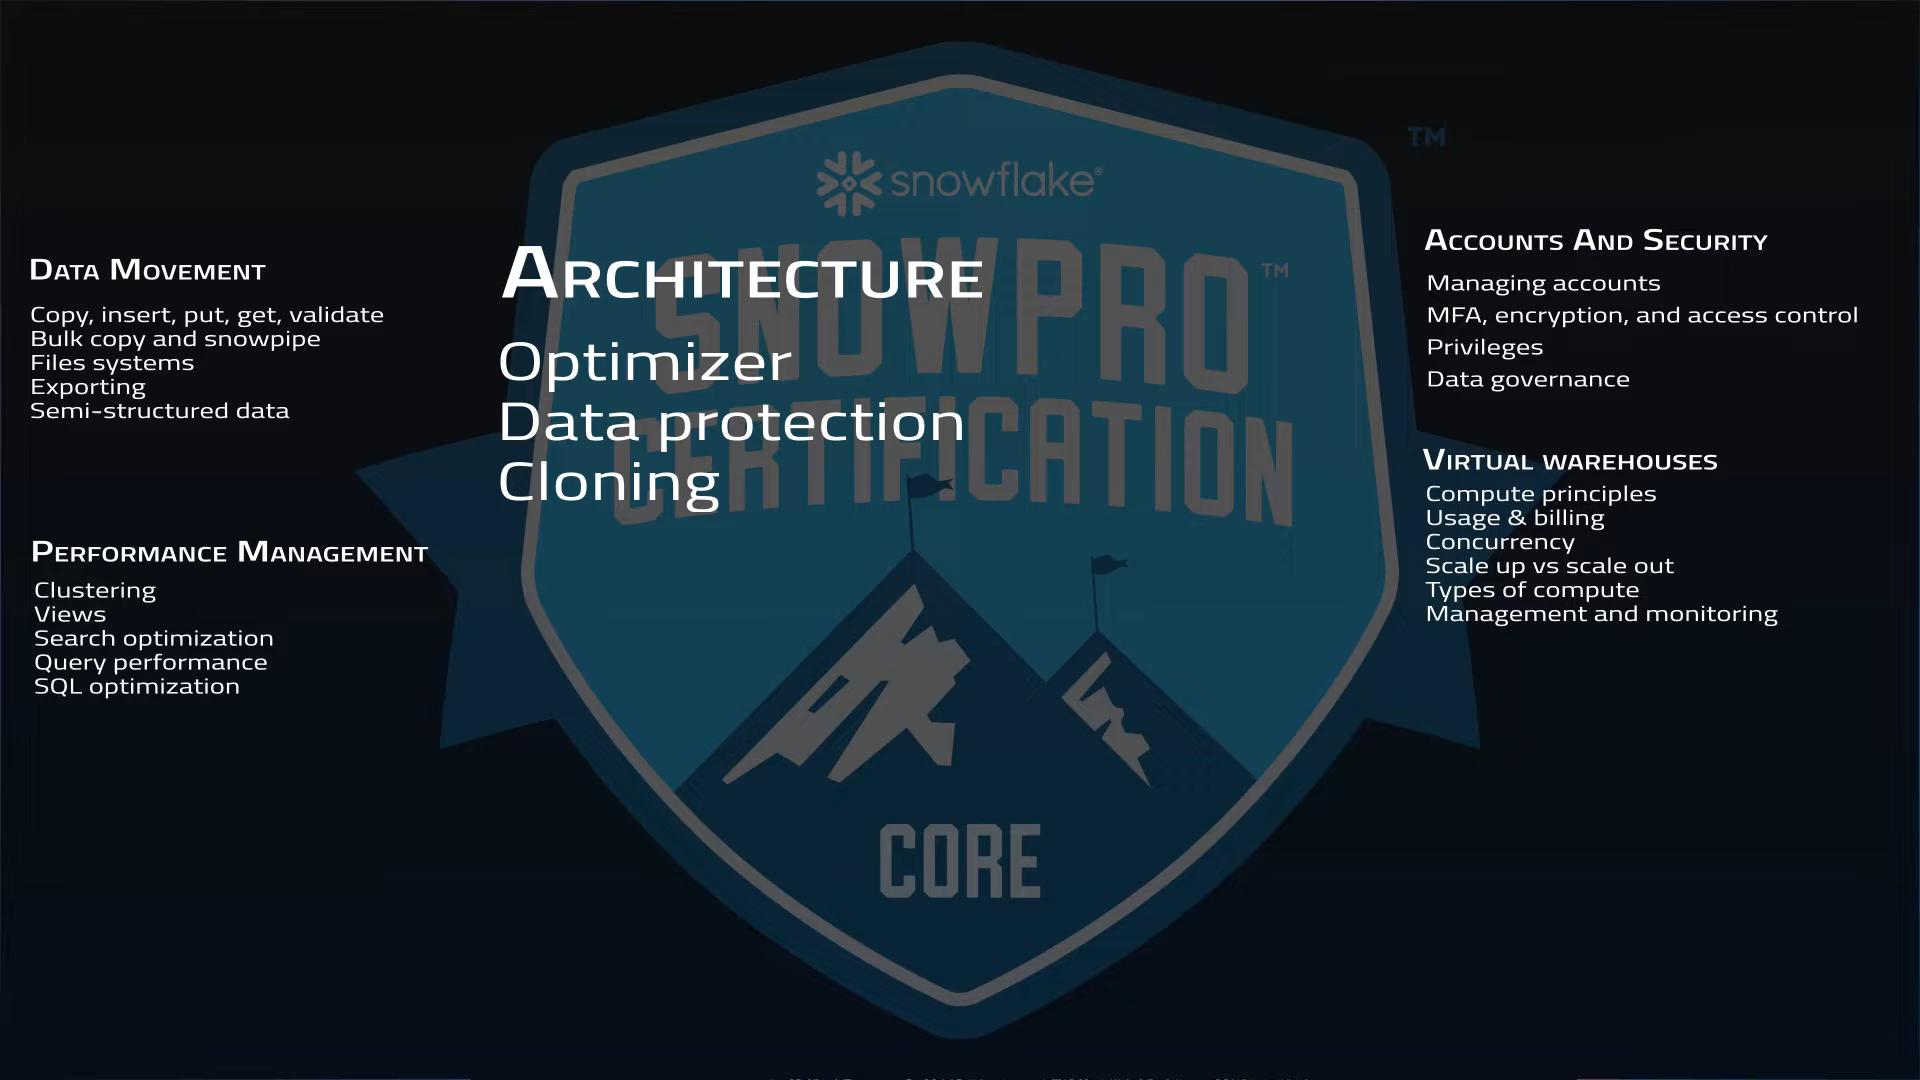 DATA MOVEMENT
Copy, insert, put, get, validate
Bulk copy and snowpipe
Files systems
Exporting
Semi-structured data
PERFORMANCE MANAGEMENT
Clustering
Views
Search optimization
Query performance
SQL optimization
ARCHITECTURE
Optimizer
Data protection
Cloning
snowflake®
SNOWPRO™
CERTIFICATION
CORE
TM
ACCOUNTS AND SECURITY
Managing accounts
MFA, encryption, and access control
Privileges
Data governance
VIRTUAL WAREHOUSES
Compute principles
Usage & billing
Concurrency
Scale up vs scale out
Types of compute
Management and monitoring